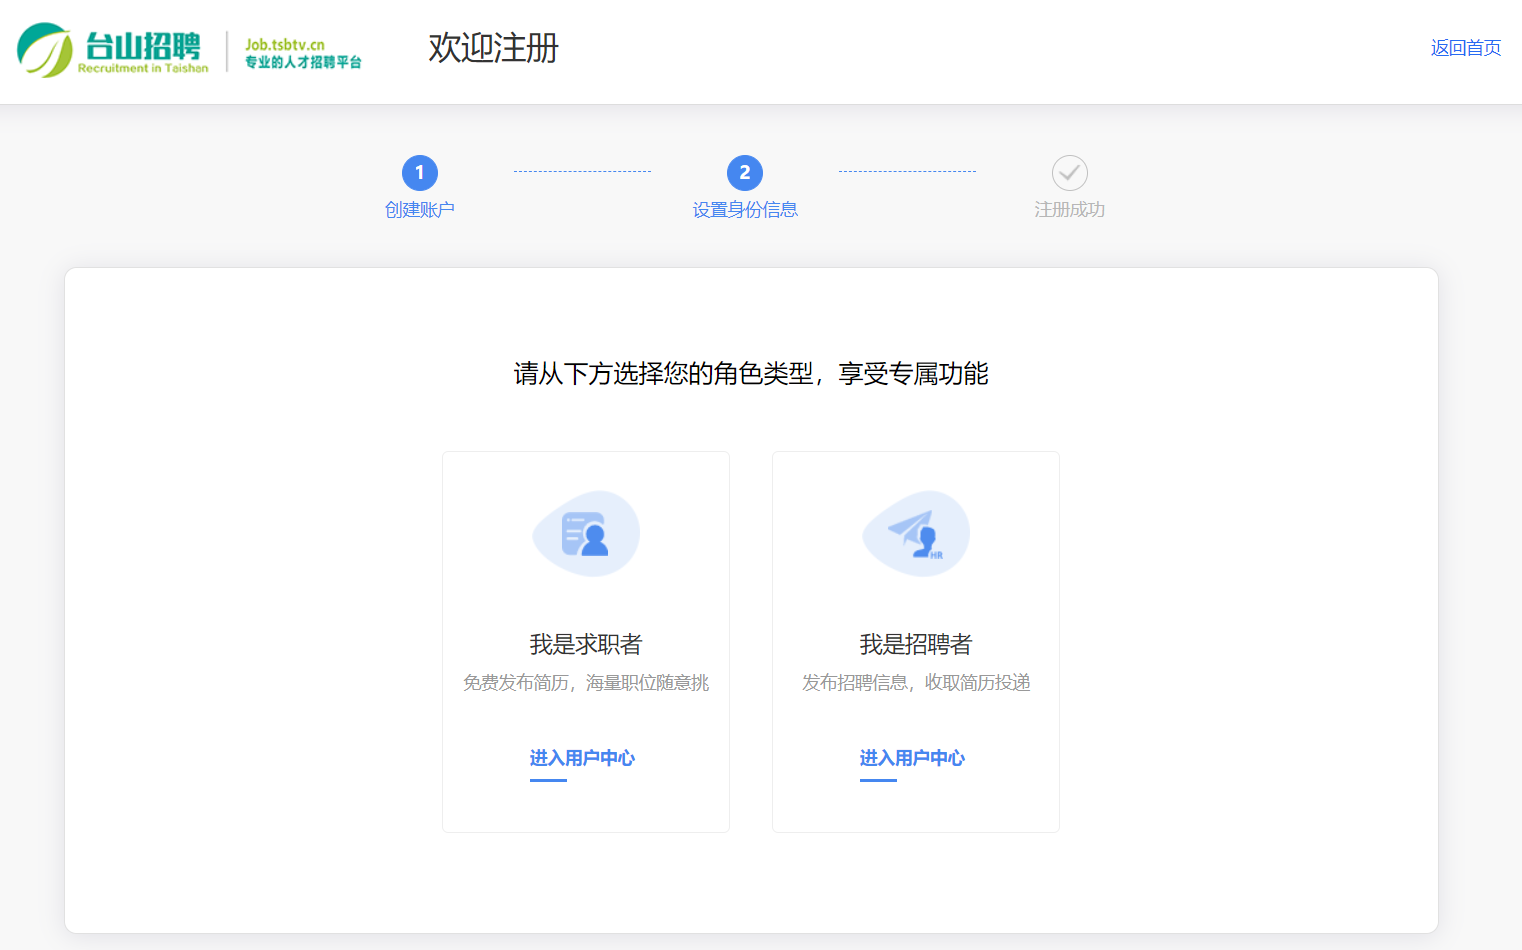 台山招聘
Recruitment in Taishan
Job.tsbtv.cn
专业的人才招聘平台
欢迎注册
返回首页
1
2
创建账户
设置身份信息
注册成功
请从下方选择您的角色类型，享受专属功能
HR
我是求职者
免费发布简历，海量职位随意挑
进入用户中心
我是招聘者
发布招聘信息，收取简历投递
进入用户中心